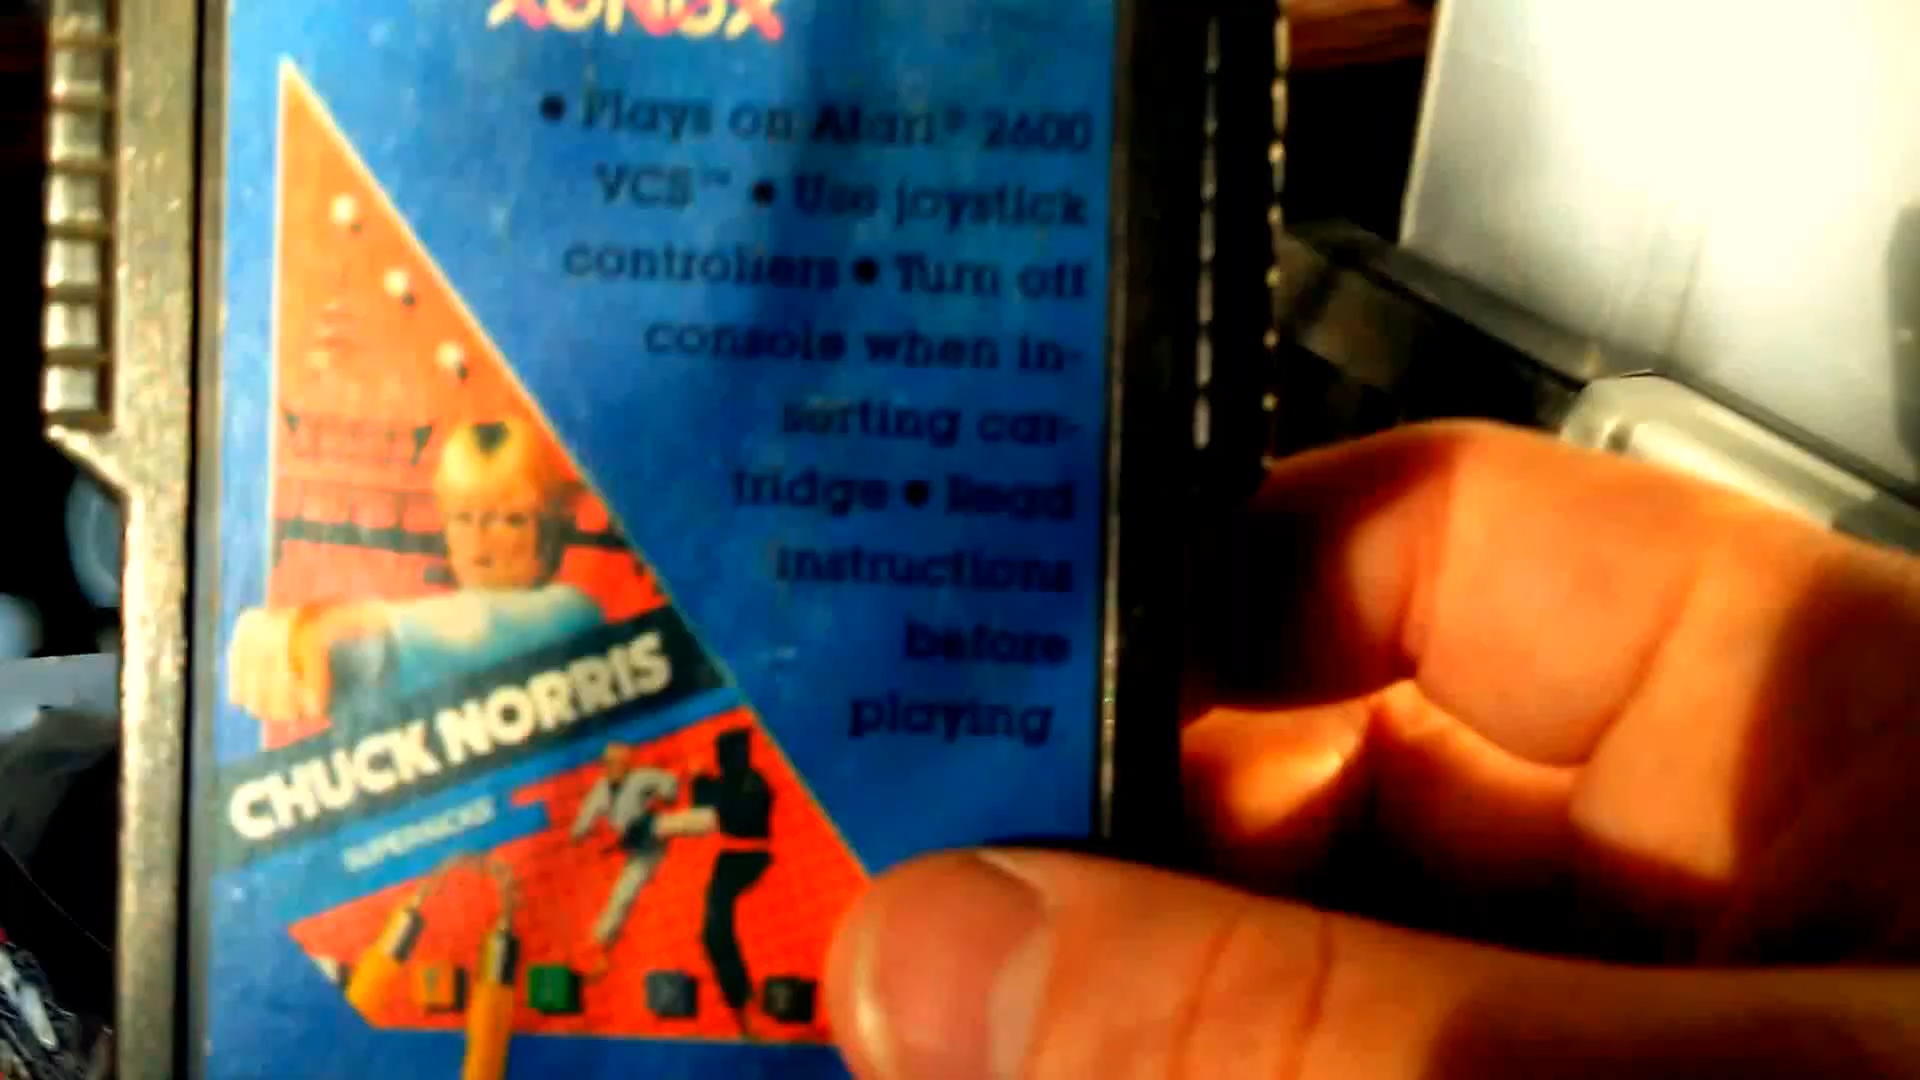 XONOX
• Plays on Atari® 2600
VCS™ • Use joystick
controllers • Turn off
console when in-
serting car-
tridge • Read
instructions
before
playing
CHUCK NORRIS
SUPERKICKS